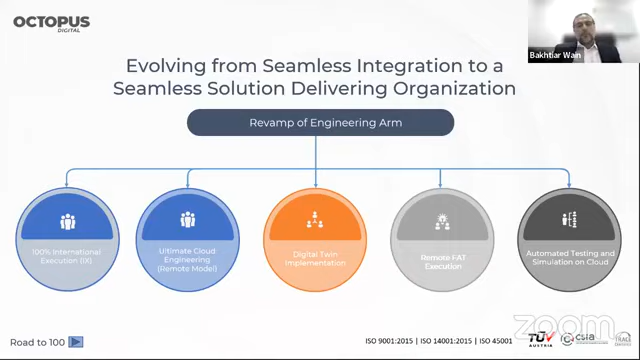 OCTOPUS
DIGITAL
Bakhtiar Wain
Evolving from Seamless Integration to a
Seamless Solution Delivering Organization
Revamp of Engineering Arm
100% International
Execution (IX)
Ultimate Cloud
Engineering
(Remote Model)
Digital Twin
Implementation
Remote FAT
Execution
Automated Testing and
Simulation on Cloud
zoom
Road to 100
ISO 9001:2015 | ISO 14001:2015 | ISO 45001
TÜV
AUSTRIA
csia
TRACE